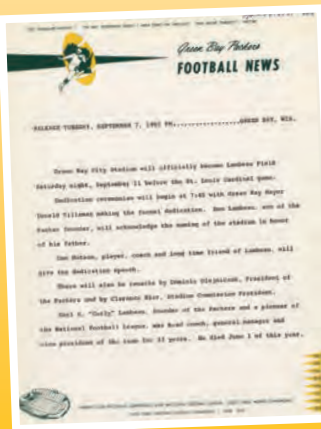 Green Bay Packers
FOOTBALL NEWS
RELEASE TUESDAY, SEPTEMBER 7, 1965 PM..................GREEN BAY, WIS.
Green Bay City Stadium will officially become Lambeau Field
Saturday night, September 11 before the St. Louis Cardinal game.
Dedication ceremonies will begin at 7:45 with Green Bay Mayor
Donald Tilleman making the formal dedication. Don Lambeau, son of the
Packer founder, will acknowledge the naming of the stadium in honor
of his father.
Don Hutson, player, coach and long time friend of Lambeau, will
give the dedication speech.
There will also be remarks by Dominic Olejniczak, President of
the Packers and by Clarence Nier, Stadium Commission President.
Earl L. "Curly" Lambeau, founder of the Packers and a pioneer of
the National Football League, was head coach, general manager and
vice president of the team for 31 years. He died June 1 of this year.